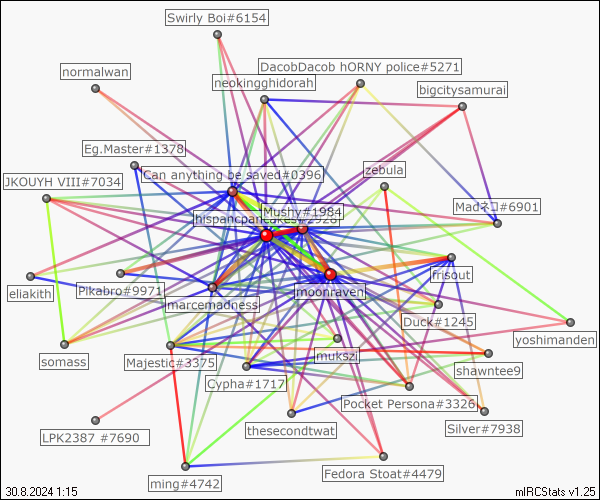 Swirly Boi#6154
DacobDacob hORNY police#5271
normalwan
neokingghidorah
bigcitysamurai
Eg.Master#1378
zebula
Can anything be saved#0396
JKOUYH VIII#7034
Madネコ#6901
Mushy#1984
frisout
eliakith
Pikabro#9971
moonraven
marcemadness
Duck#1245
yoshimanden
somass
Majestic#3375
mukszi
shawntee9
Cypha#1717
Pocket Persona#3326
LPK2387 #7690
thesecondtwat
Silver#7938
ming#4742
Fedora Stoat#4479
30.8.2024 1:15
mIRCStats v1.25